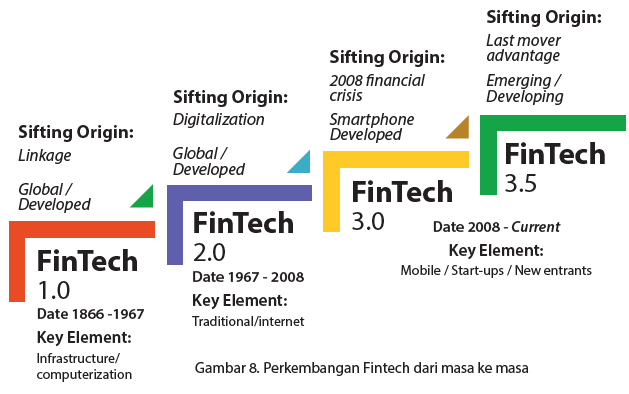 Sifting Origin:
Linkage
Global /
Developed
FinTech
1.0
Date 1866 -1967
Key Element:
Infrastructure/
computerization
Sifting Origin:
Digitalization
Global /
Developed
FinTech
2.0
Date 1967 - 2008
Key Element:
Traditional/internet
Sifting Origin:
2008 financial
crisis
Smartphone
Developed
FinTech
3.0
Sifting Origin:
Last mover
advantage
Emerging /
Developing
FinTech
3.5
Date 2008 - Current
Key Element:
Mobile / Start-ups / New entrants
Gambar 8. Perkembangan Fintech dari masa ke masa